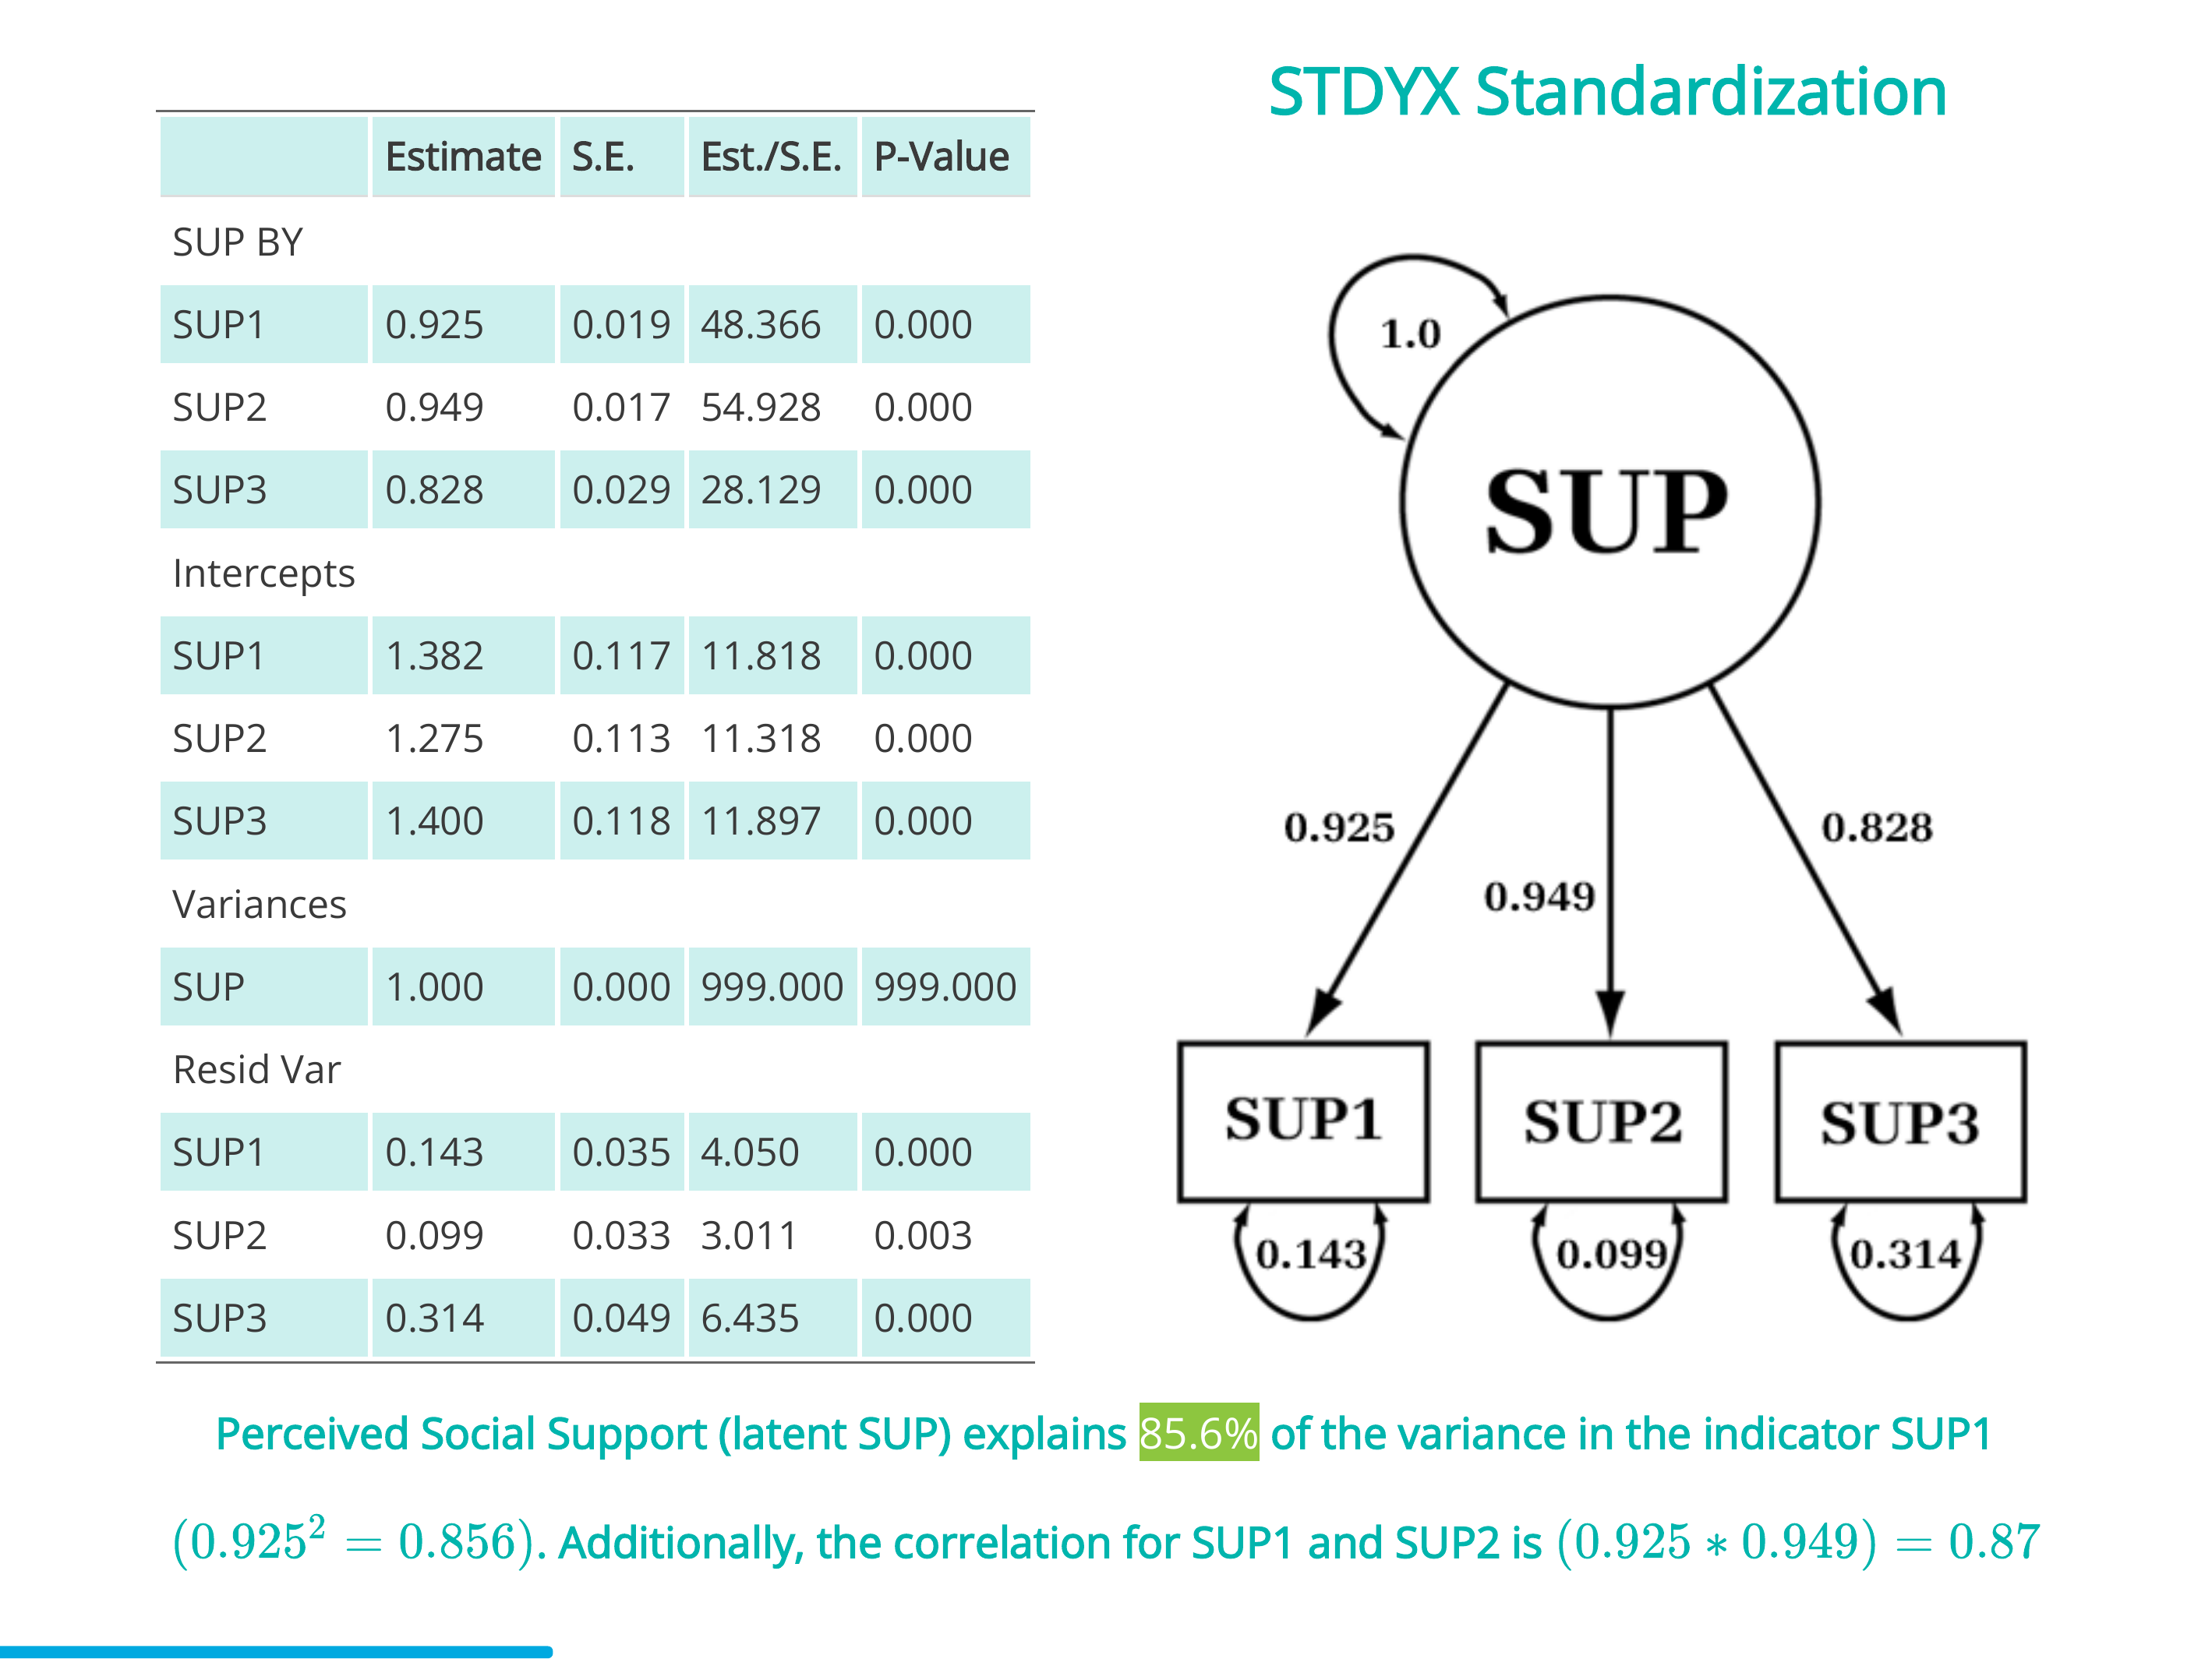 STDYX Standardization
Estimate S.E. Est./S.E. P-Value
SUP BY
SUP1 0.925 0.019 48.366 0.000
SUP2 0.949 0.017 54.928 0.000
SUP3 0.828 0.029 28.129 0.000
Intercepts
SUP1 1.382 0.117 11.818 0.000
SUP2 1.275 0.113 11.318 0.000
SUP3 1.400 0.118 11.897 0.000
Variances
SUP 1.000 0.000 999.000 999.000
Resid Var
SUP1 0.143 0.035 4.050 0.000
SUP2 0.099 0.033 3.011 0.003
SUP3 0.314 0.049 6.435 0.000
1.0
SUP
0.925 0.828
0.949
SUP1 SUP2 SUP3
0.143 0.099 0.314
Perceived Social Support (latent SUP) explains 85.6% of the variance in the indicator SUP1
(0.925² = 0.856). Additionally, the correlation for SUP1 and SUP2 is (0.925 ∗ 0.949) = 0.87